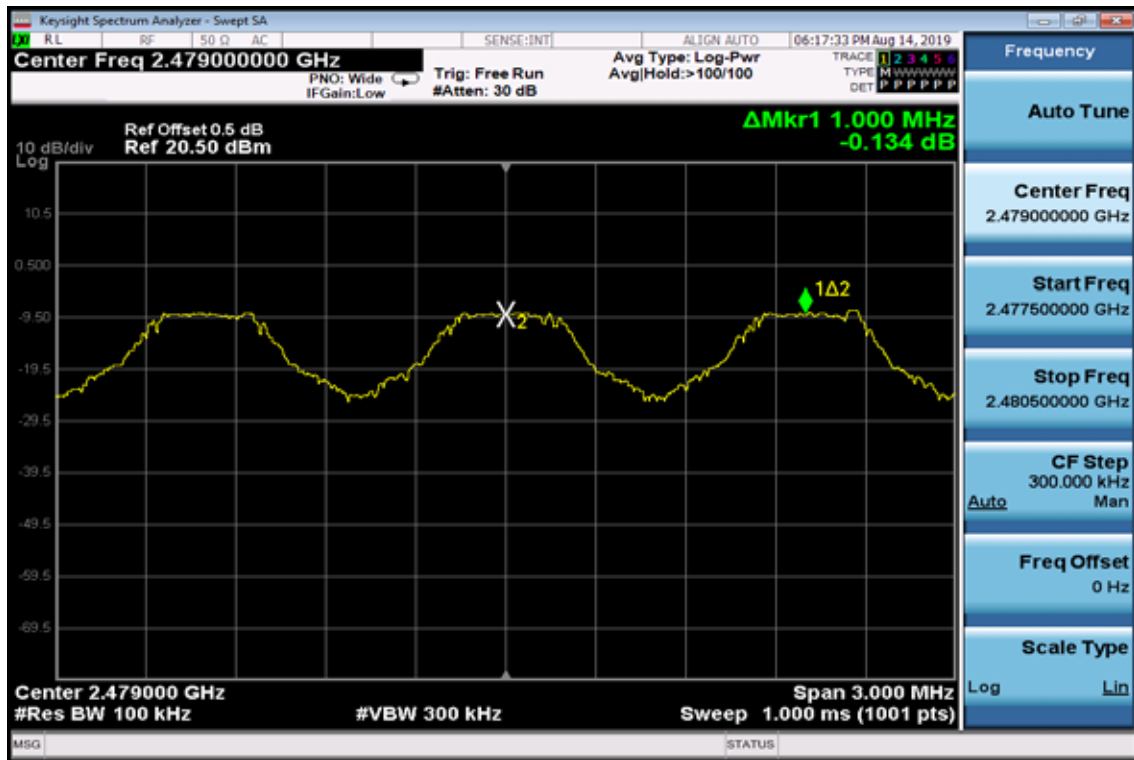 Keysight Spectrum Analyzer - Swept SA
RL RF 50 Ω AC SENSE:INT ALIGN AUTO 06:17:33 PM Aug 14, 2019
Center Freq 2.479000000 GHz
PNO: Wide
IFGain:Low
Trig: Free Run
#Atten: 30 dB
Avg Type: Log-Pwr
Avg|Hold:>100/100
TRACE 1 2 3 4 5 6
TYPE M WWWWW
DET P P P P P P
Ref Offset 0.5 dB
10 dB/div Ref 20.50 dBm
Log
ΔMkr1 1.000 MHz
-0.134 dB
10.5
0.500
-9.50
-19.5
-29.5
-39.5
-49.5
-59.5
-69.5
X2
1Δ2
Center 2.479000 GHz
Span 3.000 MHz
#Res BW 100 kHz
#VBW 300 kHz
Sweep 1.000 ms (1001 pts)
MSG
STATUS
Frequency
Auto Tune
Center Freq
2.479000000 GHz
Start Freq
2.477500000 GHz
Stop Freq
2.480500000 GHz
CF Step
300.000 kHz
Auto Man
Freq Offset
0 Hz
Scale Type
Log Lin